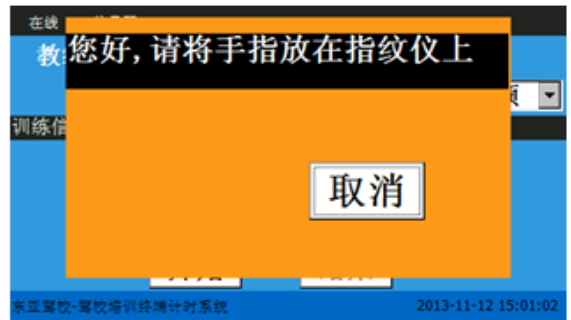 在线
教
您好,请将手指放在指纹仪上
训练信
取消
东亚驾校-驾校培训终端计时系统
2013-11-12 15:01:02